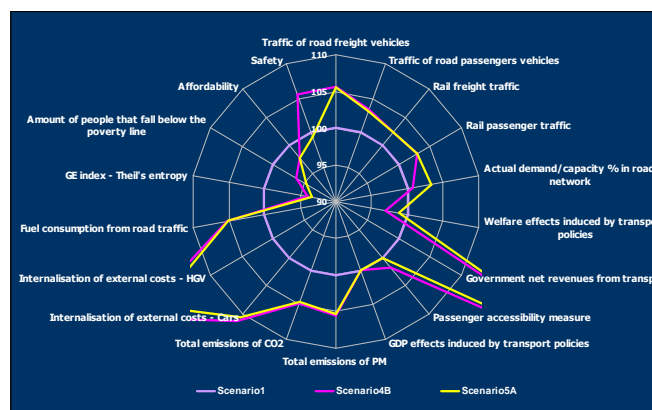 Traffic of road freight vehicles
Traffic of road passengers vehicles
Rail freight traffic
Rail passenger traffic
Actual demand/capacity % in road
network
Welfare effects induced by transport
policies
Government net revenues from transp
Passenger accessibility measure
GDP effects induced by transport policies
Total emissions of PM
Total emissions of CO2
Internalisation of external costs - Cars
Internalisation of external costs - HGV
Fuel consumption from road traffic
GE index - Theil's entropy
Amount of people that fall below the
poverty line
Affordability
Safety
110
105
100
95
90
Scenario1
Scenario4B
Scenario5A